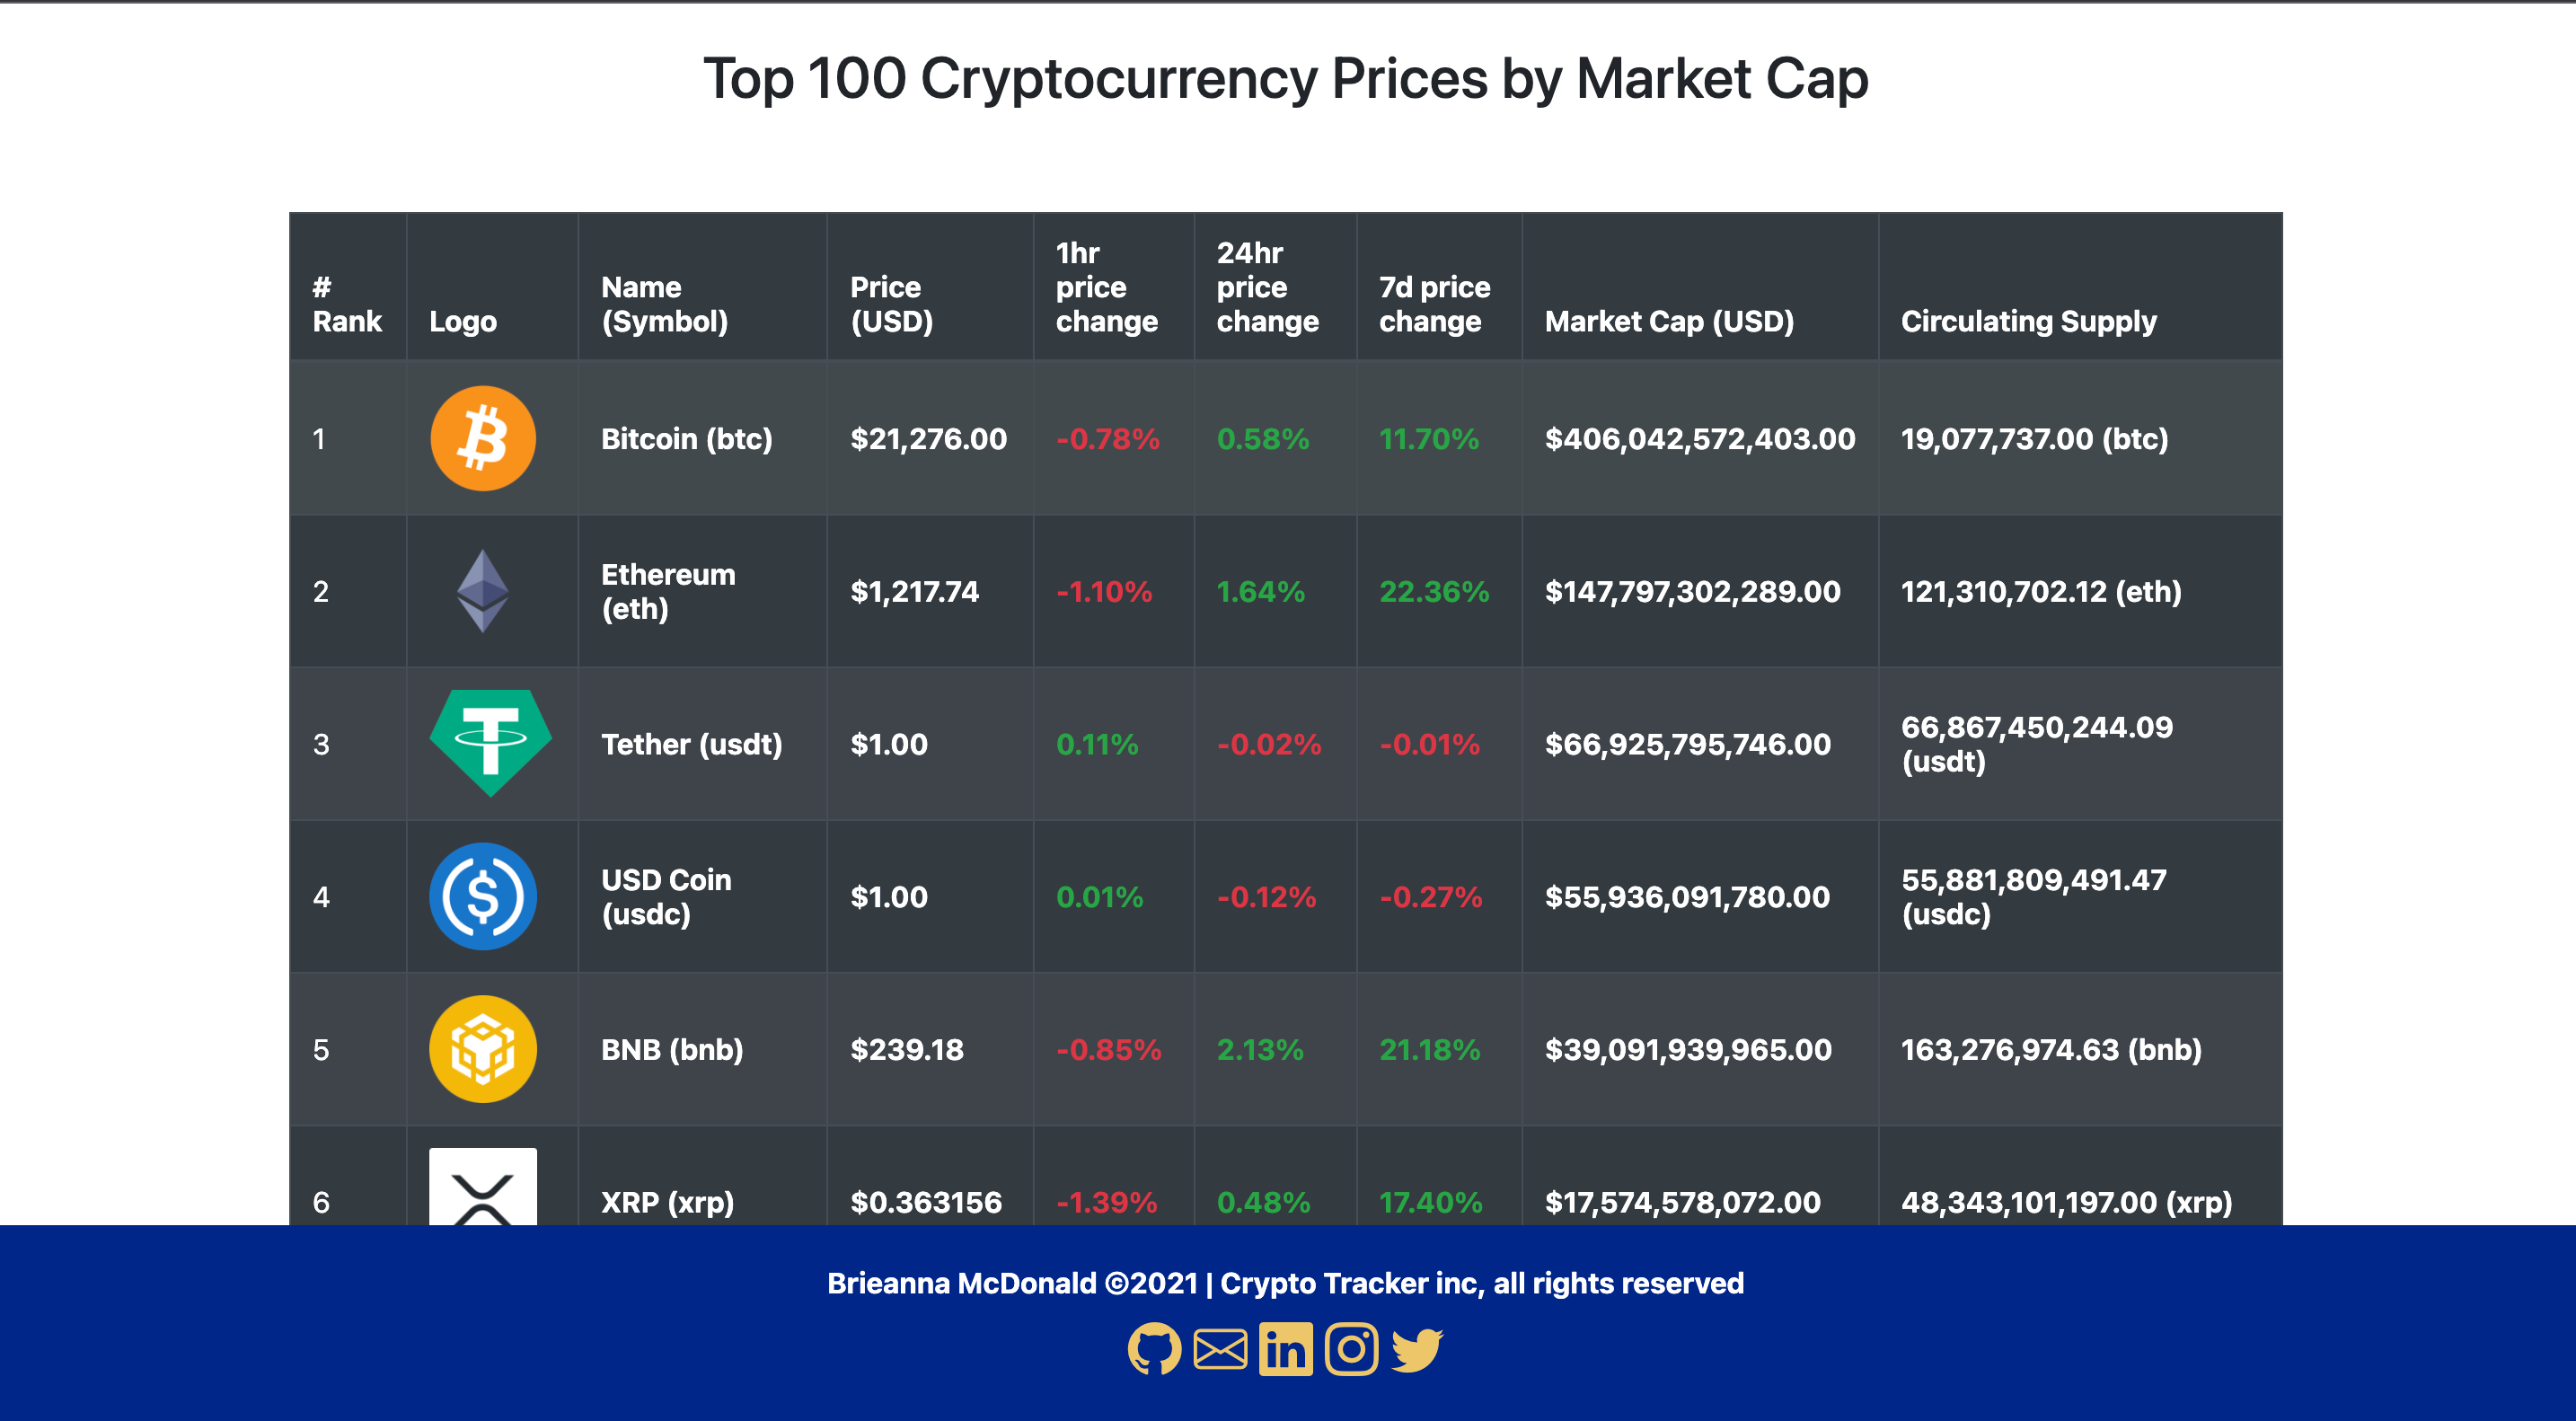 Top 100 Cryptocurrency Prices by Market Cap
# Rank Logo Name (Symbol) Price (USD) 1hr price change 24hr price change 7d price change Market Cap (USD) Circulating Supply
1 Bitcoin (btc) $21,276.00 -0.78% 0.58% 11.70% $406,042,572,403.00 19,077,737.00 (btc)
2 Ethereum (eth) $1,217.74 -1.10% 1.64% 22.36% $147,797,302,289.00 121,310,702.12 (eth)
3 Tether (usdt) $1.00 0.11% -0.02% -0.01% $66,925,795,746.00 66,867,450,244.09 (usdt)
4 USD Coin (usdc) $1.00 0.01% -0.12% -0.27% $55,936,091,780.00 55,881,809,491.47 (usdc)
5 BNB (bnb) $239.18 -0.85% 2.13% 21.18% $39,091,939,965.00 163,276,974.63 (bnb)
6 XRP (xrp) $0.363156 -1.39% 0.48% 17.40% $17,574,578,072.00 48,343,101,197.00 (xrp)
Brieanna McDonald ©2021 | Crypto Tracker inc, all rights reserved